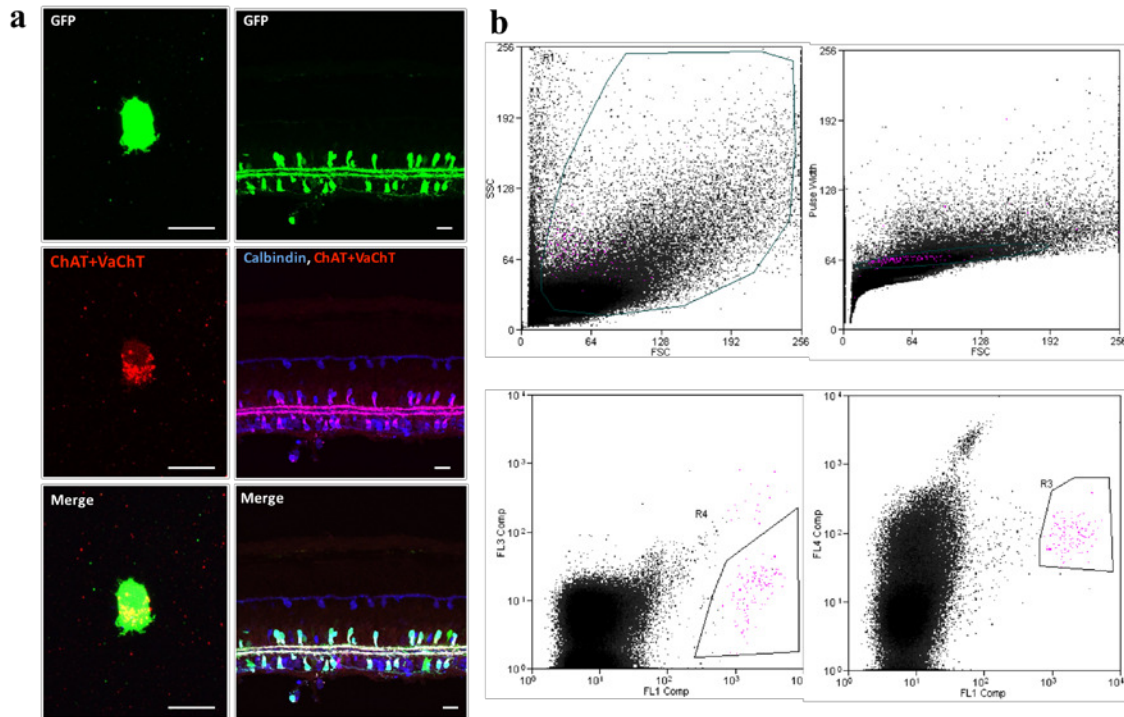 a
b
GFP
GFP
ChAT+VaChT
Calbindin, ChAT+VaChT
Merge
Merge
256
192
128
64
0
SSC
R1
0 64 128 192 256
FSC
256
192
128
64
0
Pulse Width
0 64 128 192 256
FSC
10⁴
10³
10²
10¹
10⁰
FL3 Comp
R4
10⁰ 10¹ 10² 10³
FL1 Comp
10⁴
10³
10²
10¹
10⁰
FL4 Comp
R3
10⁰ 10¹ 10² 10³ 10⁴
FL1 Comp